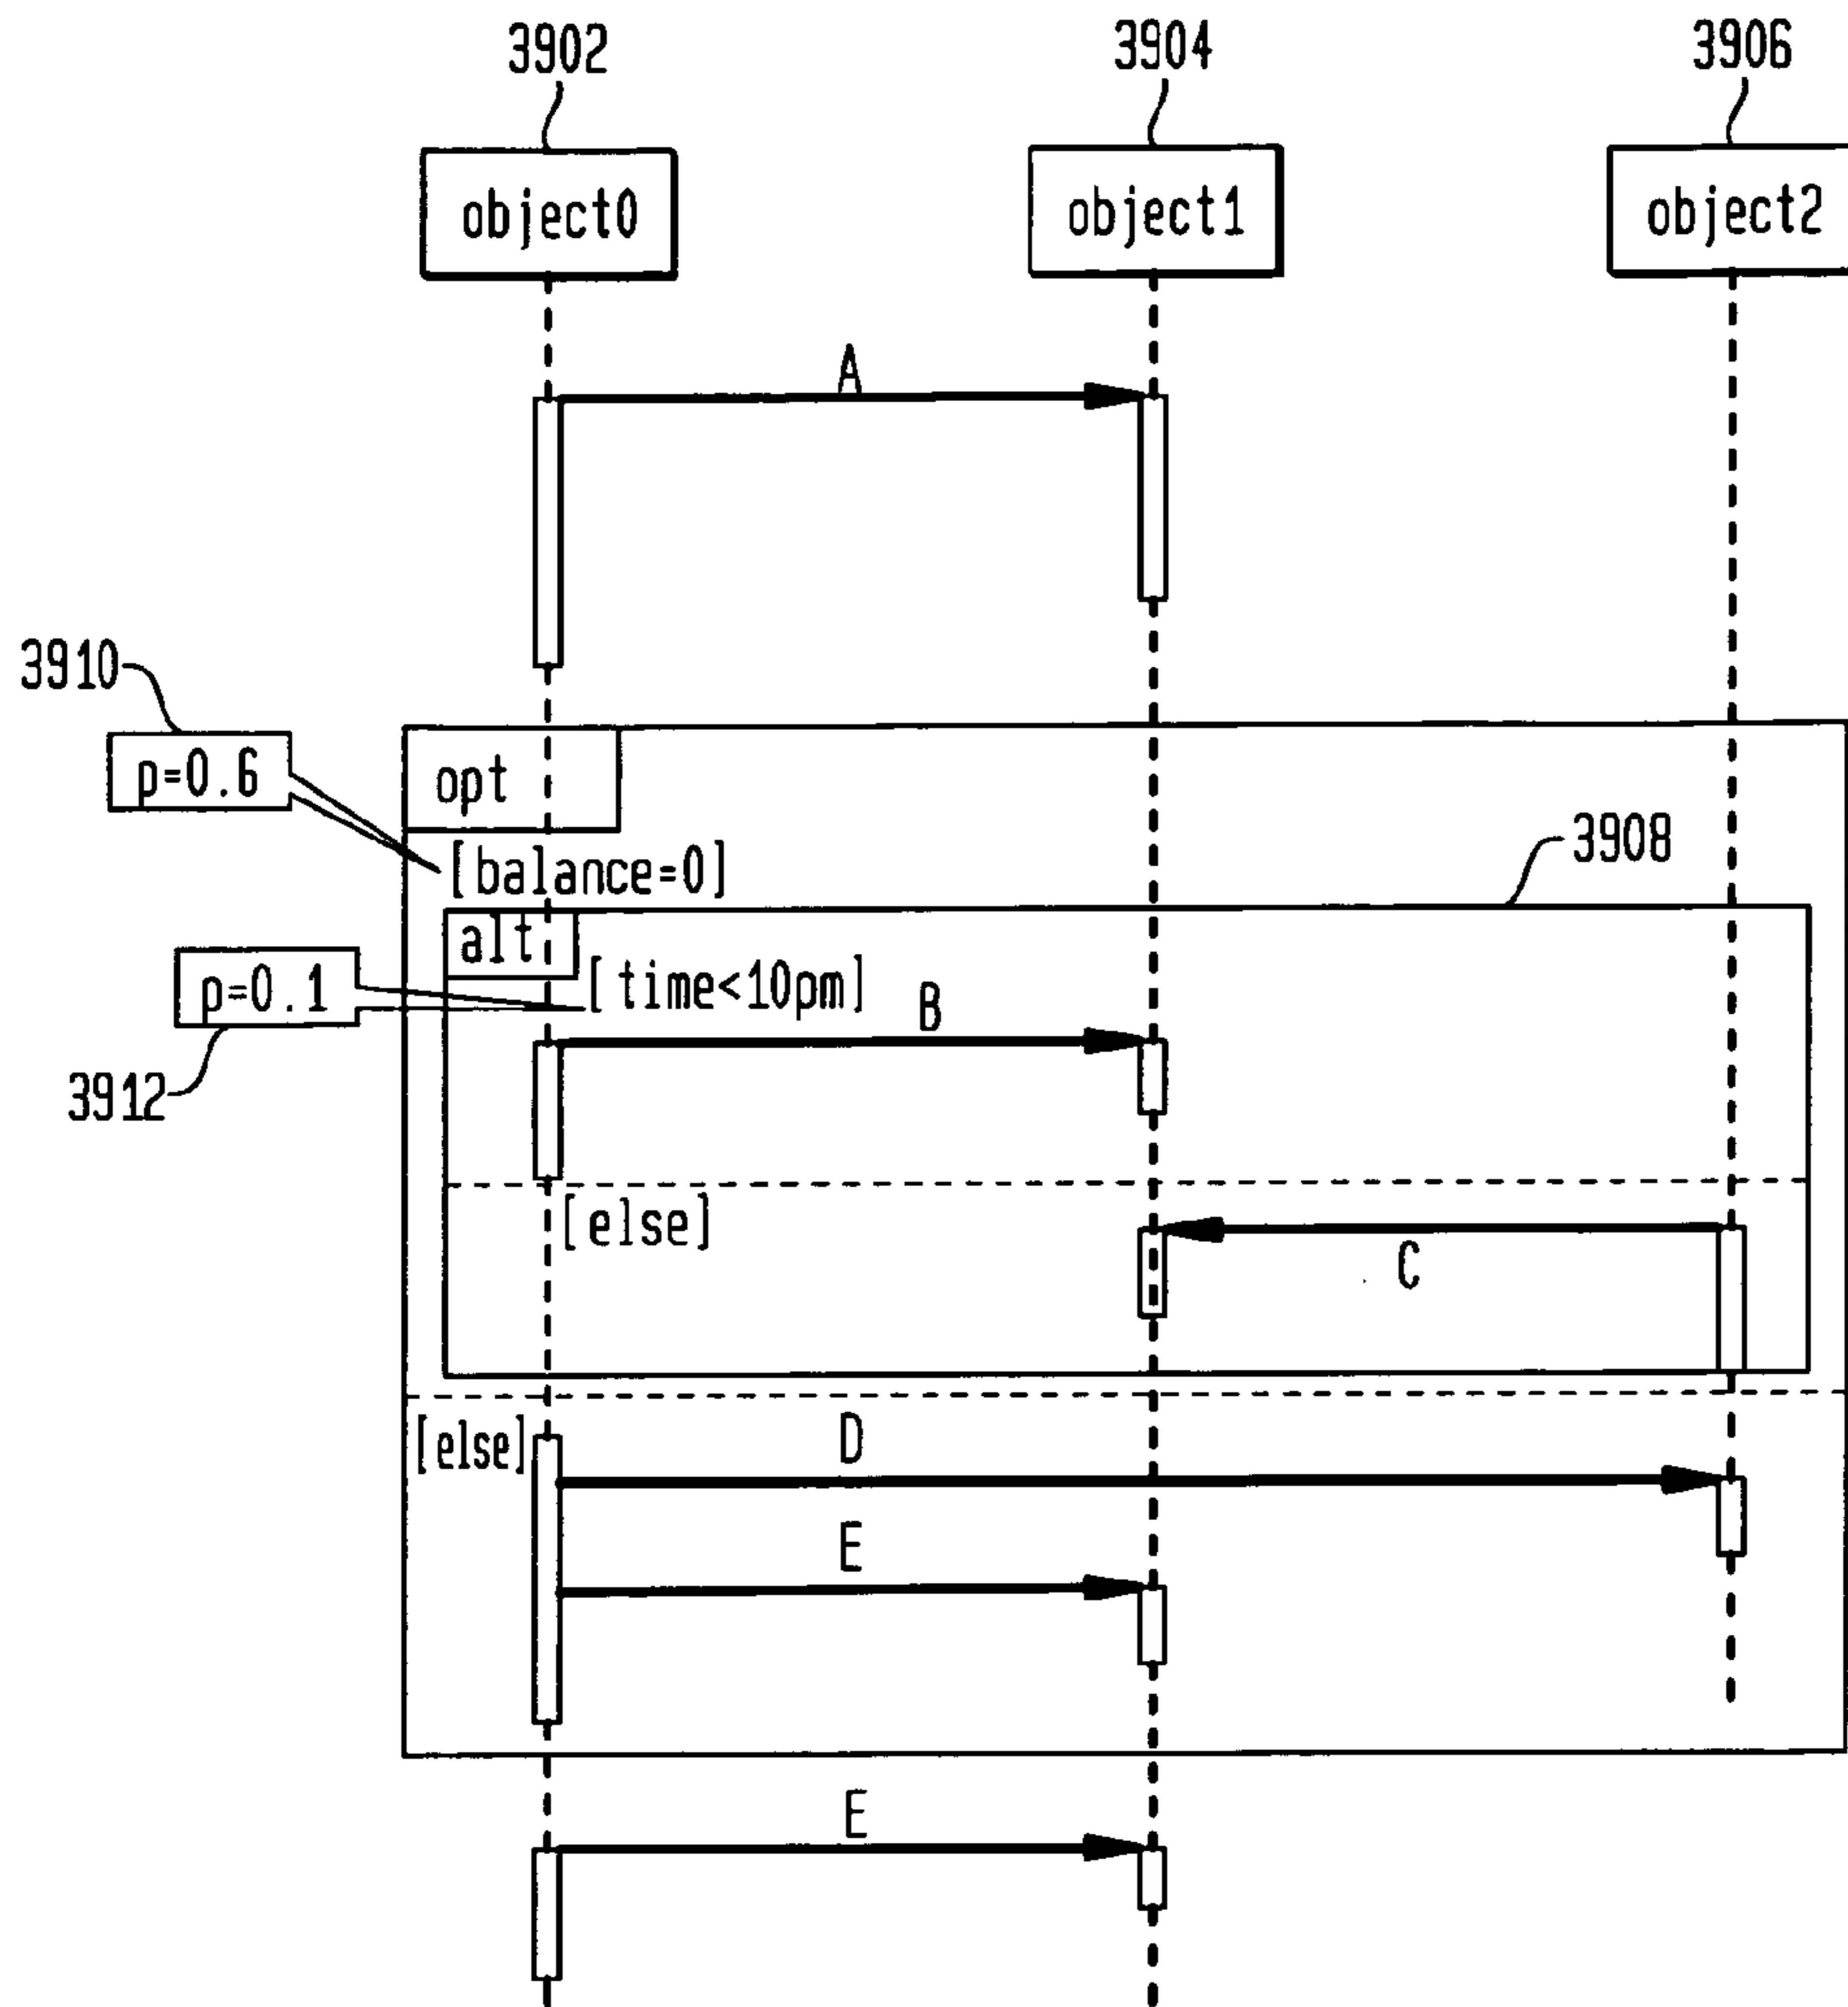 3902
3904
3906
object0
object1
object2
A
3910
p=0.6
opt
[balance=0]
3908
alt
[time<10pm]
p=0.1
B
3912
[else]
C
[else]
D
E
E